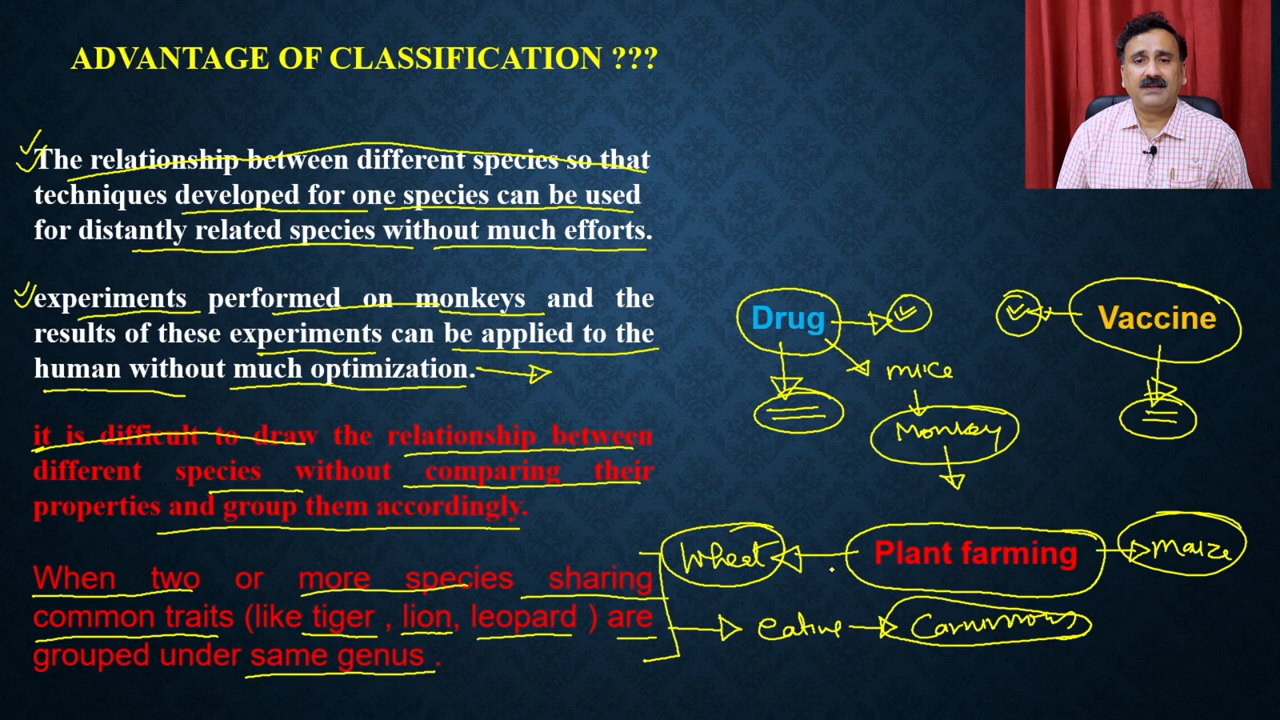 ADVANTAGE OF CLASSIFICATION ???
The relationship between different species so that
techniques developed for one species can be used
for distantly related species without much efforts.
experiments performed on monkeys and the
results of these experiments can be applied to the
human without much optimization.
it is difficult to draw the relationship between
different species without comparing their
properties and group them accordingly.
When two or more species sharing
common traits (like tiger , lion, leopard ) are
grouped under same genus .
Drug
Vaccine
mice
Monkey
Wheat
Plant farming
maize
eating